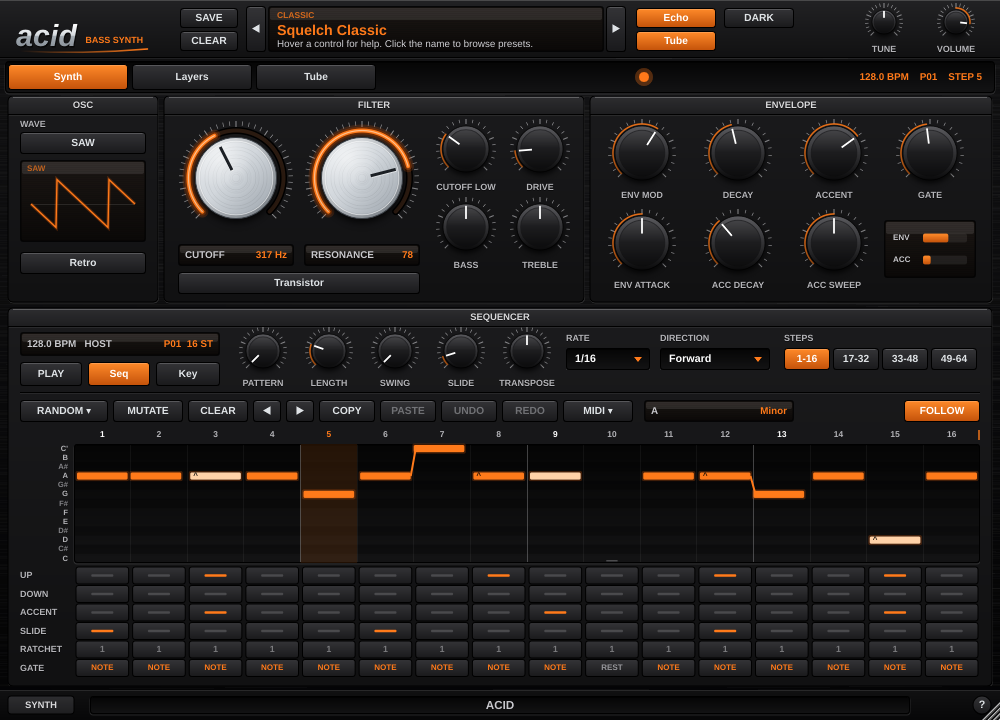 acid BASS SYNTH
SAVE
CLEAR
CLASSIC
Squelch Classic
Hover a control for help. Click the name to browse presets.
Echo
DARK
Tube
TUNE
VOLUME
Synth
Layers
Tube
128.0 BPM P01 STEP 5
OSC
WAVE
SAW
SAW
Retro
FILTER
CUTOFF LOW
DRIVE
BASS
TREBLE
CUTOFF 317 Hz
RESONANCE 78
Transistor
ENVELOPE
ENV MOD
DECAY
ACCENT
GATE
ENV ATTACK
ACC DECAY
ACC SWEEP
ENV
ACC
SEQUENCER
128.0 BPM HOST P01 16 ST
PLAY
Seq
Key
PATTERN
LENGTH
SWING
SLIDE
TRANSPOSE
RATE
1/16
DIRECTION
Forward
STEPS
1-16
17-32
33-48
49-64
RANDOM ▾
MUTATE
CLEAR
◀
▶
COPY
PASTE
UNDO
REDO
MIDI ▾
A Minor
FOLLOW
1 2 3 4 5 6 7 8 9 10 11 12 13 14 15 16
C'
B
A#
A
G#
G
F#
F
E
D#
D
C#
C
UP
DOWN
ACCENT
SLIDE
RATCHET 1 1 1 1 1 1 1 1 1 1 1 1 1 1 1 1
GATE NOTE NOTE NOTE NOTE NOTE NOTE NOTE NOTE NOTE REST NOTE NOTE NOTE NOTE NOTE NOTE
SYNTH
ACID
?